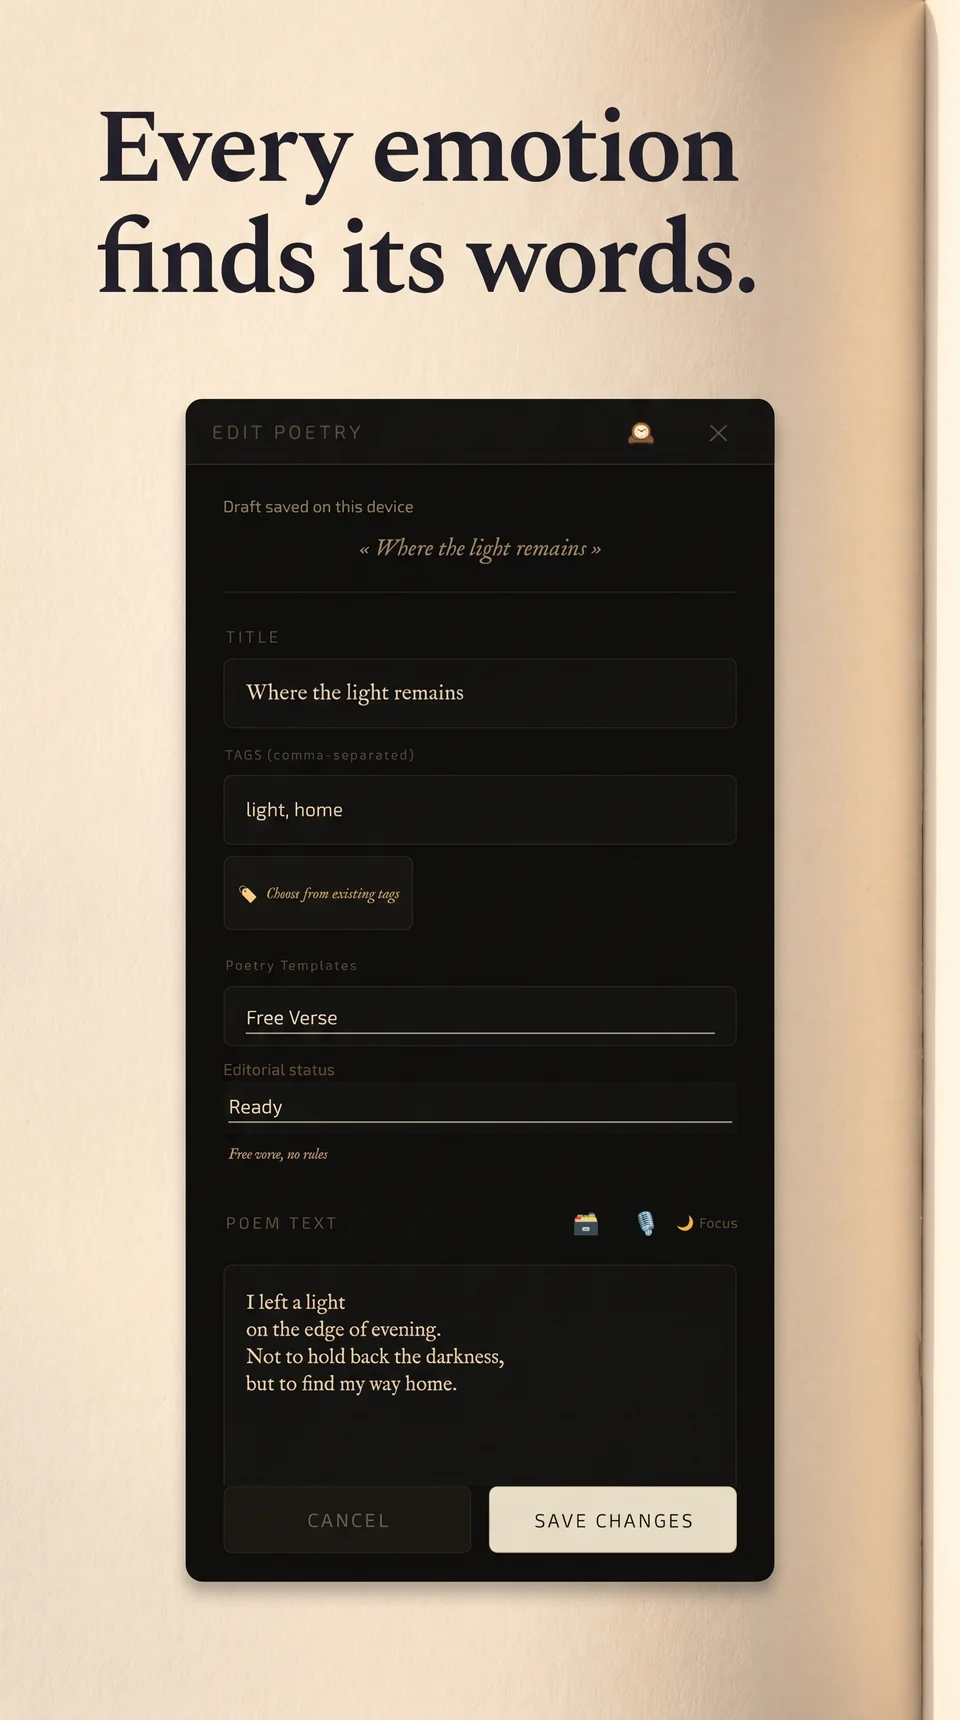 Every emotion
finds its words.
EDIT POETRY
Draft saved on this device
« Where the light remains »
TITLE
Where the light remains
TAGS (comma-separated)
light, home
Choose from existing tags
Poetry Templates
Free Verse
Editorial status
Ready
Free vorve, no rules
POEM TEXT
Focus
I left a light
on the edge of evening.
Not to hold back the darkness,
but to find my way home.
CANCEL
SAVE CHANGES